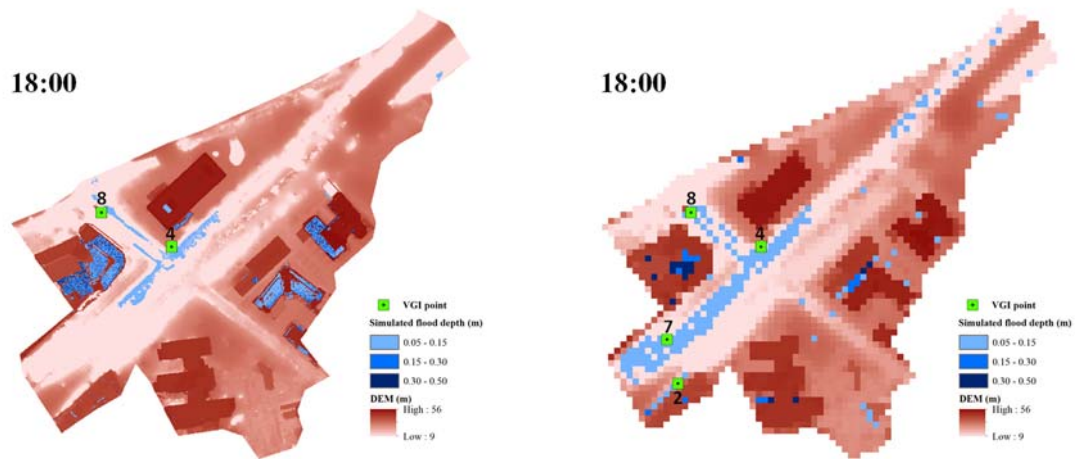 18:00
8
4
VGI point
Simulated flood depth (m)
0.05 - 0.15
0.15 - 0.30
0.30 - 0.50
DEM (m)
High : 56
Low : 9
18:00
8
4
7
2
VGI point
Simulated flood depth (m)
0.05 - 0.15
0.15 - 0.30
0.30 - 0.50
DEM (m)
High : 56
Low : 9